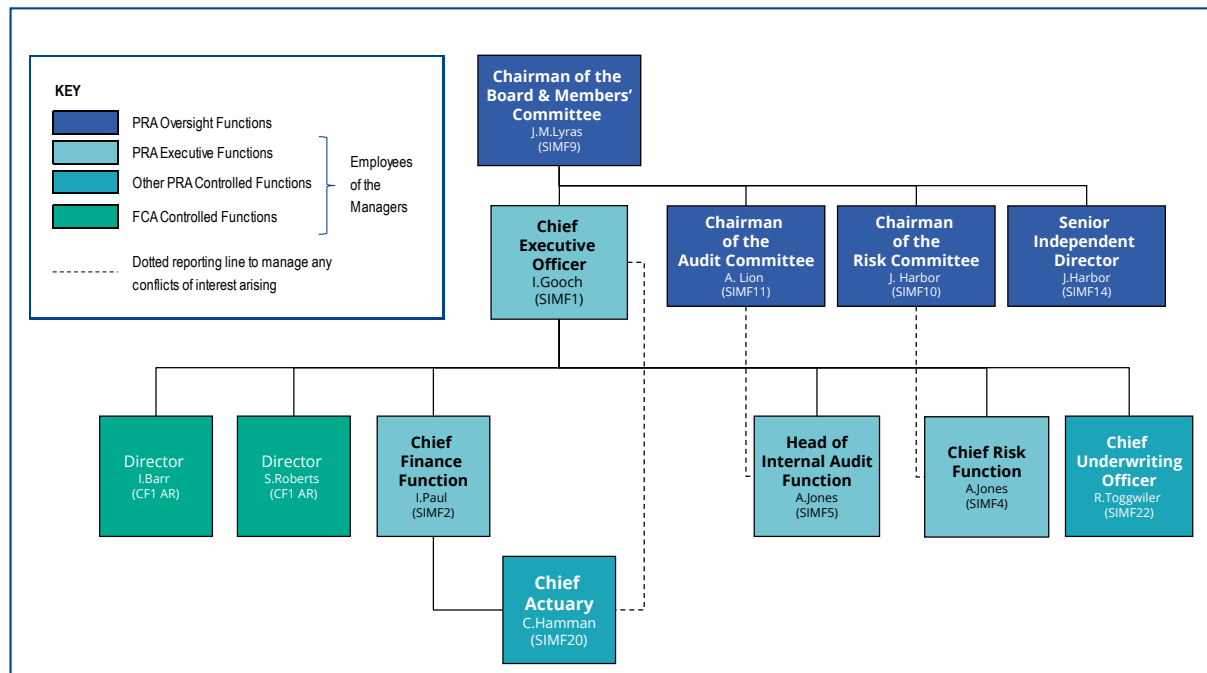 KEY
PRA Oversight Functions
PRA Executive Functions
Other PRA Controlled Functions
FCA Controlled Functions
Employees
of the
Managers
Dotted reporting line to manage any
conflicts of interest arising
Chairman of the
Board & Members’
Committee
J.M.Lyras
(SIMF9)
Chief
Executive
Officer
I.Gooch
(SIMF1)
Chairman
of the
Audit Committee
A. Lion
(SIMF11)
Chairman
of the
Risk Committee
J. Harbor
(SIMF10)
Senior
Independent
Director
J.Harbor
(SIMF14)
Director
I.Barr
(CF1 AR)
Director
S.Roberts
(CF1 AR)
Chief
Finance
Function
I.Paul
(SIMF2)
Head of
Internal Audit
Function
A.Jones
(SIMF5)
Chief Risk
Function
A.Jones
(SIMF4)
Chief
Underwriting
Officer
R.Toggwiler
(SIMF22)
Chief
Actuary
C.Hamman
(SIMF20)